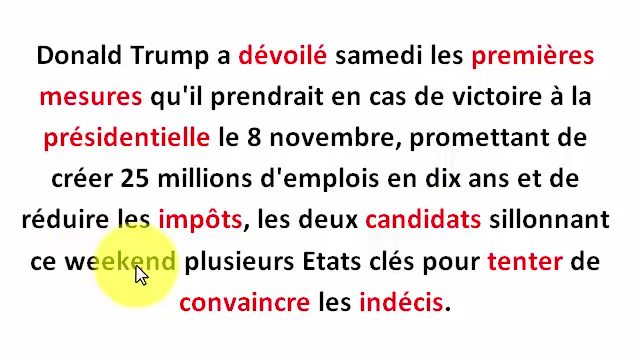 Donald Trump a dévoilé samedi les premières
mesures qu'il prendrait en cas de victoire à la
présidentielle le 8 novembre, promettant de
créer 25 millions d'emplois en dix ans et de
réduire les impôts, les deux candidats sillonnant
ce weekend plusieurs Etats clés pour tenter de
convaincre les indécis.